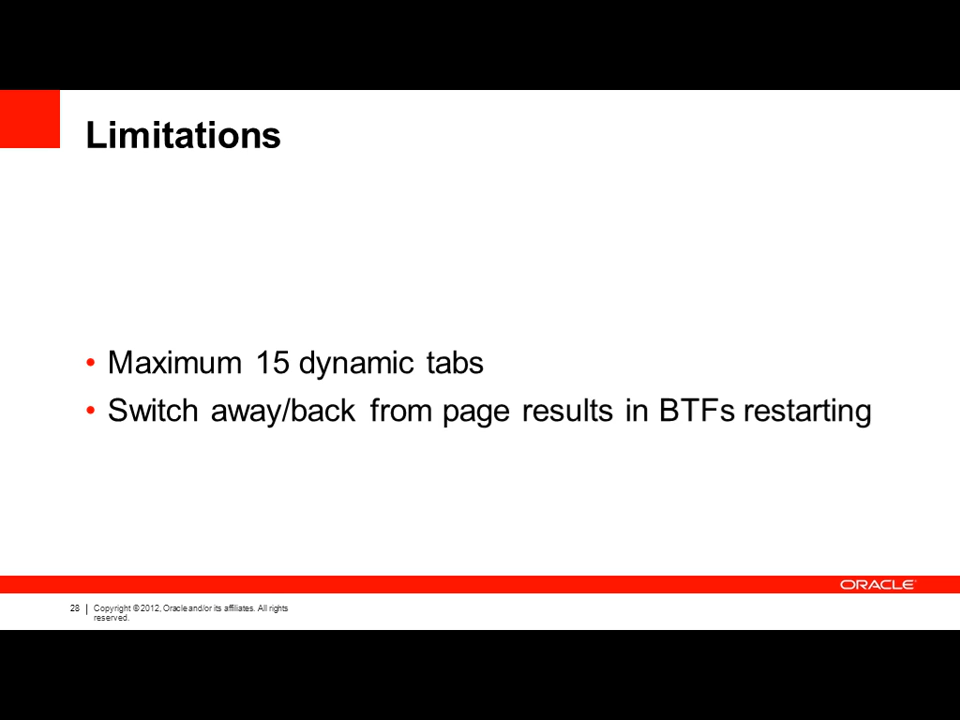 Limitations
• Maximum 15 dynamic tabs
• Switch away/back from page results in BTFs restarting
ORACLE
28 | Copyright © 2012, Oracle and/or its affiliates. All rights
reserved.